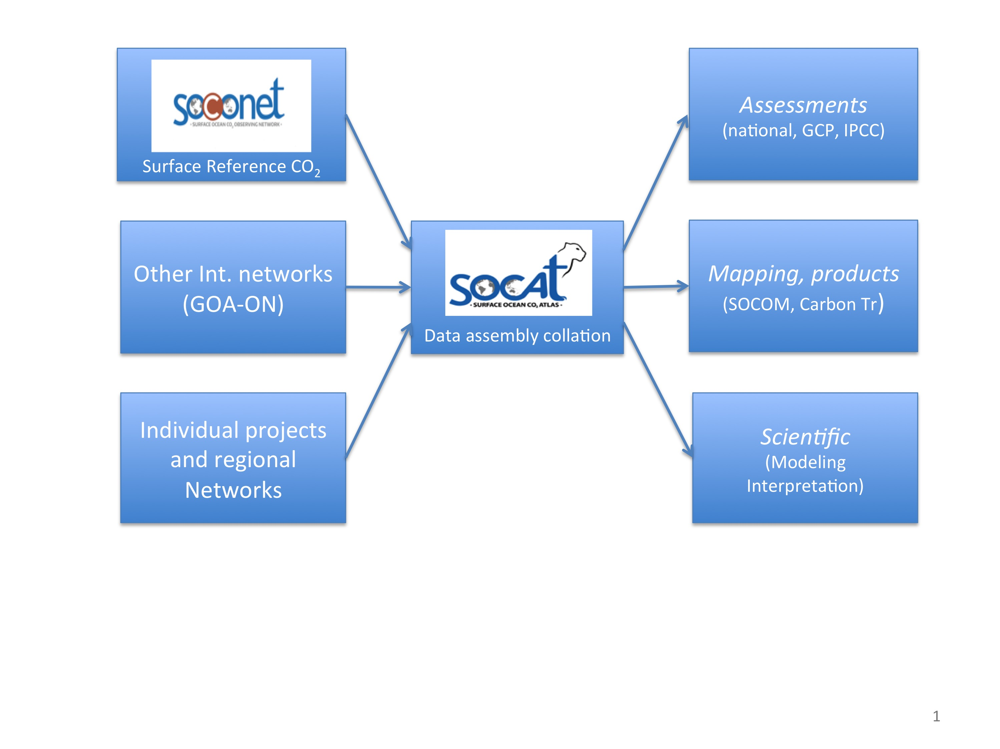 soconet
· SURFACE OCEAN CO₂ OBSERVING NETWORK ·
Surface Reference CO₂
Other Int. networks
(GOA-ON)
Individual projects
and regional
Networks
SOCAt
· SURFACE OCEAN CO₂ ATLAS ·
Data assembly collation
Assessments
(national, GCP, IPCC)
Mapping, products
(SOCOM, Carbon Tr)
Scientific
(Modeling
Interpretation)
1